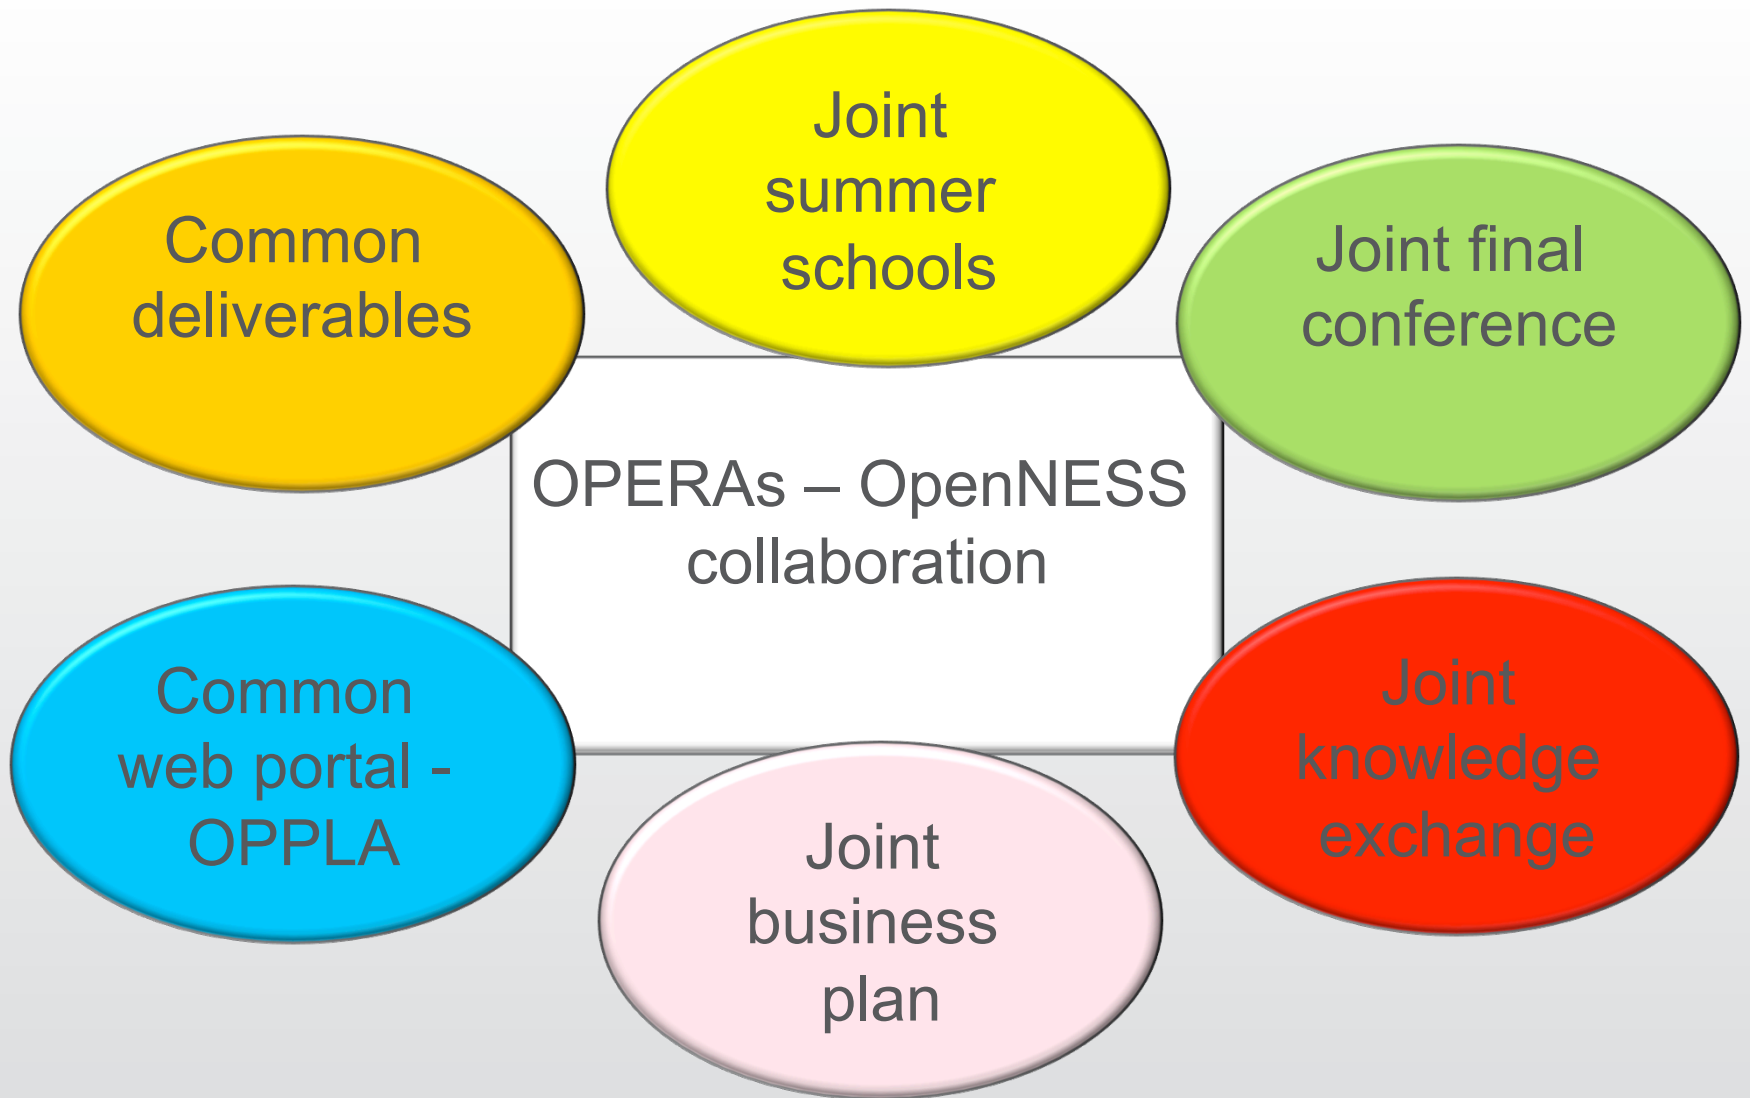 Joint
summer
schools
Common
deliverables
Joint final
conference
OPERAs – OpenNESS
collaboration
Common
web portal -
OPPLA
Joint
knowledge
exchange
Joint
business
plan